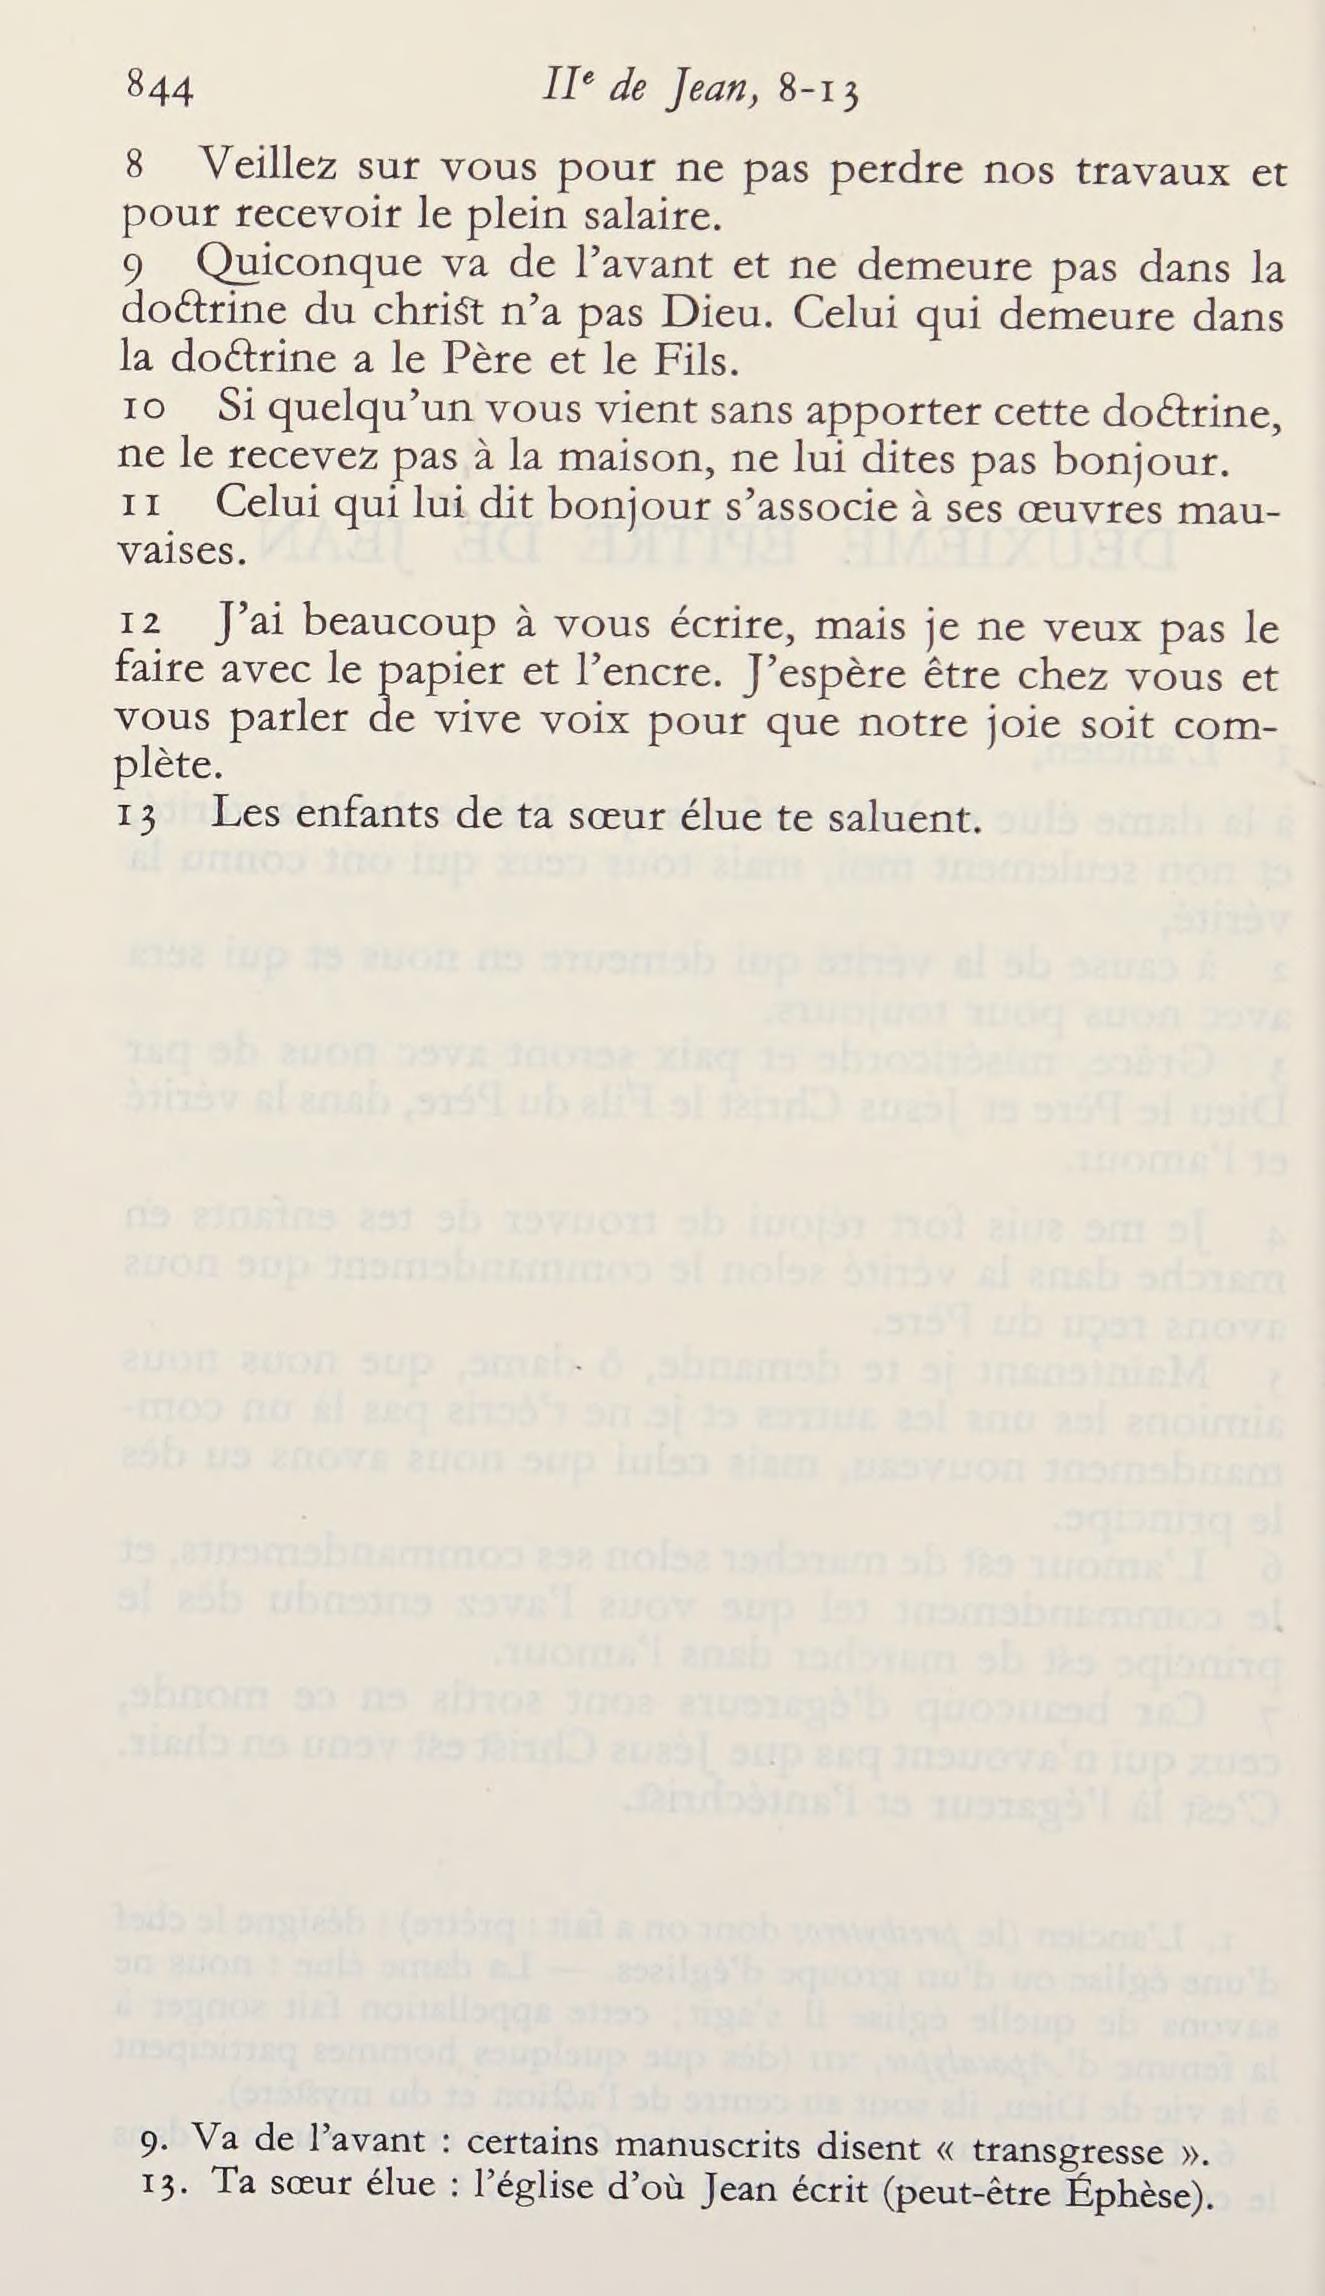 844
IIe de Jean, 8-13
8 Veillez sur vous pour ne pas perdre nos travaux et
pour recevoir le plein salaire.
9 Quiconque va de l’avant et ne demeure pas dans la
doctrine du christ n’a pas Dieu. Celui qui demeure dans
la doctrine a le Père et le Fils.
10 Si quelqu’un vous vient sans apporter cette doctrine,
ne le recevez pas à la maison, ne lui dites pas bonjour.
11 Celui qui lui dit bonjour s’associe à ses œuvres mau-
vaises.
12 J’ai beaucoup à vous écrire, mais je ne veux pas le
faire avec le papier et l’encre. J’espère être chez vous et
vous parler de vive voix pour que notre joie soit com-
plète.
13 Les enfants de ta sœur élue te saluent.
9. Va de l’avant : certains manuscrits disent « transgresse ».
13. Ta sœur élue : l’église d’où Jean écrit (peut-être Éphèse).